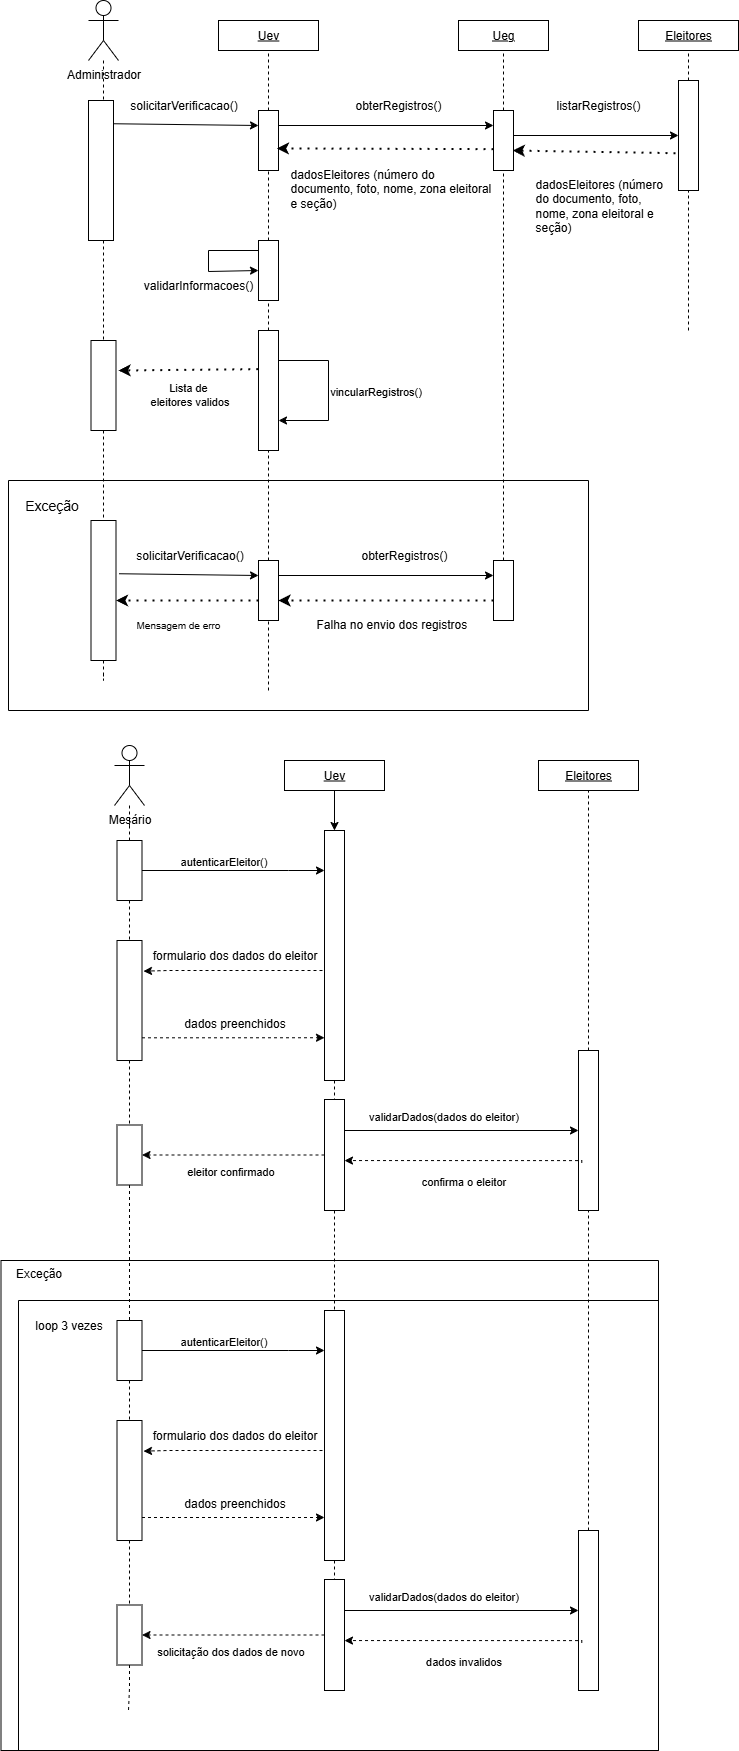 Uev
Ueg
Eleitores
Administrador
solicitarVerificacao()
obterRegistros()
listarRegistros()
dadosEleitores (número do
documento, foto, nome, zona eleitoral
e seção)
dadosEleitores (número
do documento, foto,
nome, zona eleitoral e
seção)
validarInformacoes()
Lista de
eleitores validos
vincularRegistros()
Exceção
solicitarVerificacao()
obterRegistros()
Mensagem de erro
Falha no envio dos registros
Uev
Eleitores
Mesário
autenticarEleitor()
formulario dos dados do eleitor
dados preenchidos
validarDados(dados do eleitor)
eleitor confirmado
confirma o eleitor
Exceção
loop 3 vezes
autenticarEleitor()
formulario dos dados do eleitor
dados preenchidos
validarDados(dados do eleitor)
solicitação dos dados de novo
dados invalidos